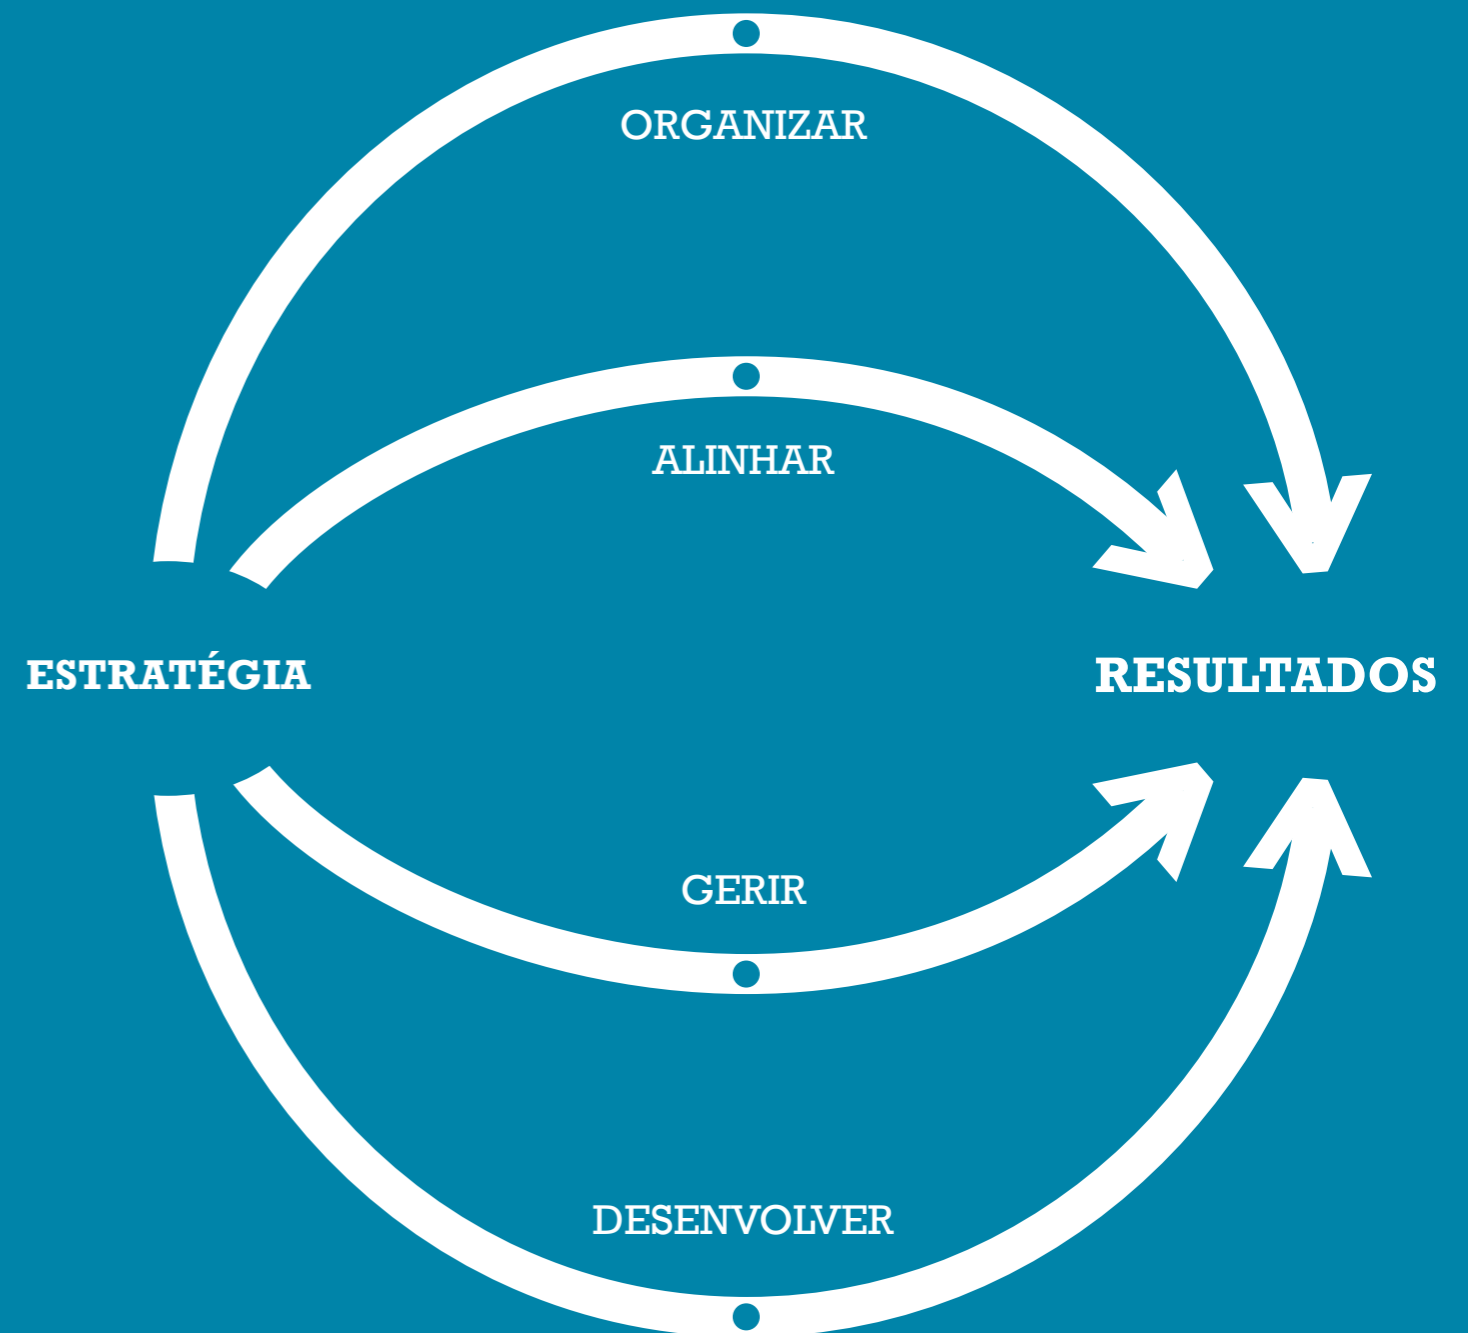 ORGANIZAR
ALINHAR
ESTRATÉGIA
RESULTADOS
GERIR
DESENVOLVER